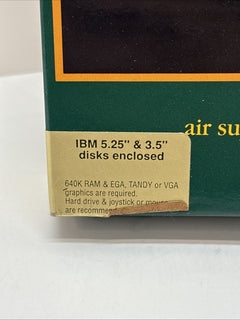 air su
IBM 5.25" & 3.5"
disks enclosed
640K RAM & EGA, TANDY or VGA
graphics are required.
Hard drive & joystick or mouse
are recommen